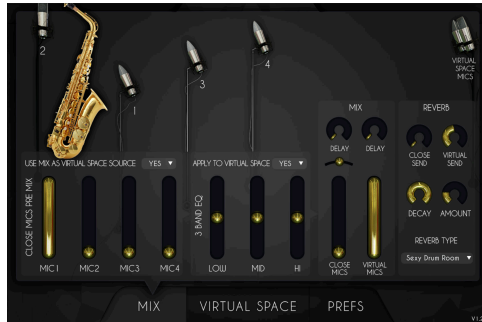 2
1
3
4
VIRTUAL
SPACE
MICS
MIX
REVERB
DELAY
DELAY
CLOSE
SEND
VIRTUAL
SEND
DECAY
AMOUNT
REVERB TYPE
Sexy Drum Room
USE MIX AS VIRTUAL SPACE SOURCE YES
APPLY TO VIRTUAL SPACE YES
CLOSE MICS PRE MIX
MIC1 MIC2 MIC3 MIC4
3 BAND EQ
LOW MID HI
CLOSE
MICS
VIRTUAL
MICS
MIX VIRTUAL SPACE PREFS